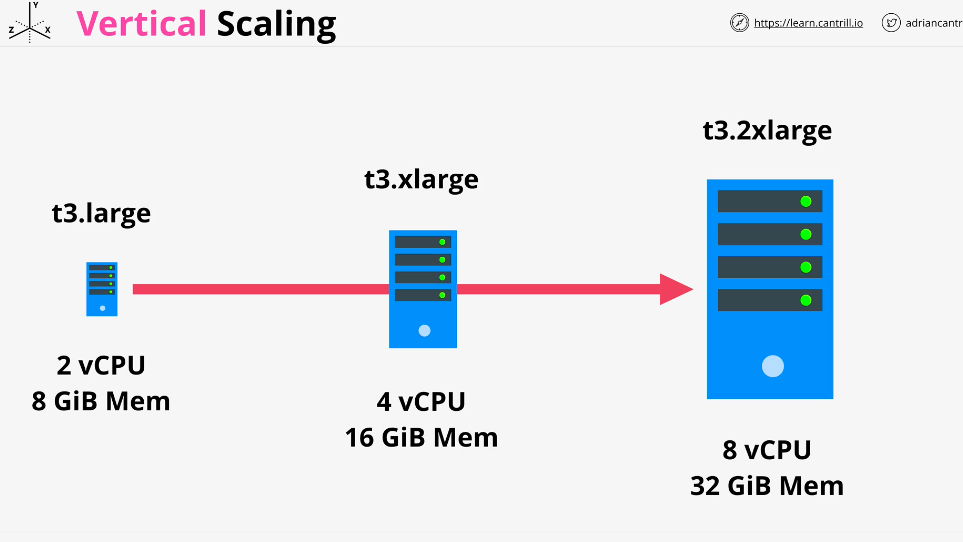 Y
Z
X
Vertical Scaling
https://learn.cantrill.io
adriancantr
t3.2xlarge
t3.xlarge
t3.large
2 vCPU
8 GiB Mem
4 vCPU
16 GiB Mem
8 vCPU
32 GiB Mem